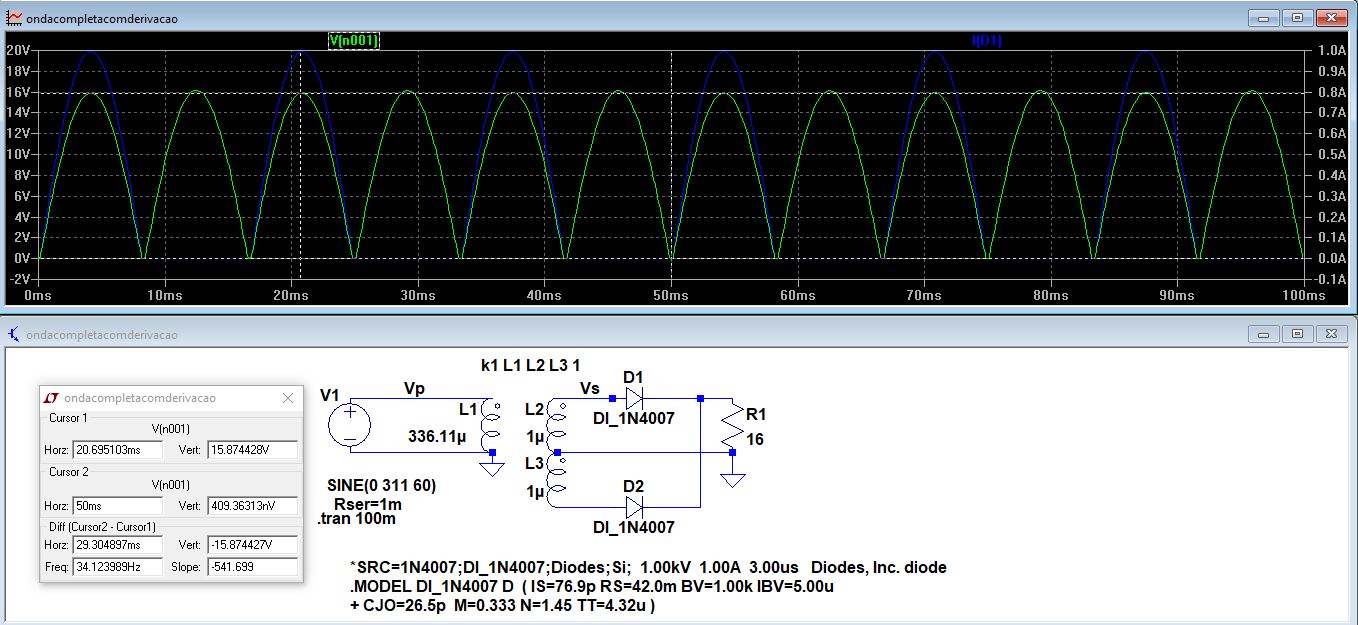 ondacompletacomderivacao
V(n001) I(D1)
20V 1.0A
18V 0.9A
16V 0.8A
14V 0.7A
12V 0.6A
10V 0.5A
8V 0.4A
6V 0.3A
4V 0.2A
2V 0.1A
0V 0.0A
-2V -0.1A
0ms 10ms 20ms 30ms 40ms 50ms 60ms 70ms 80ms 90ms 100ms
ondacompletacomderivacao
ondacompletacomderivacao
Cursor 1
V(n001)
Horz: 20.695103ms Vert: 15.874428V
Cursor 2
V(n001)
Horz: 50ms Vert: 409.36313nV
Diff (Cursor2 - Cursor1)
Horz: 29.304897ms Vert: -15.874427V
Freq: 34.123989Hz Slope: -541.699
k1 L1 L2 L3 1
V1
Vp
L1
336.11µ
SINE(0 311 60)
Rser=1m
.tran 100m
L2
1µ
L3
1µ
Vs
D1
DI_1N4007
D2
DI_1N4007
R1
16
*SRC=1N4007;DI_1N4007;Diodes;Si; 1.00kV 1.00A 3.00us Diodes, Inc. diode
.MODEL DI_1N4007 D ( IS=76.9p RS=42.0m BV=1.00k IBV=5.00u
+ CJO=26.5p M=0.333 N=1.45 TT=4.32u )